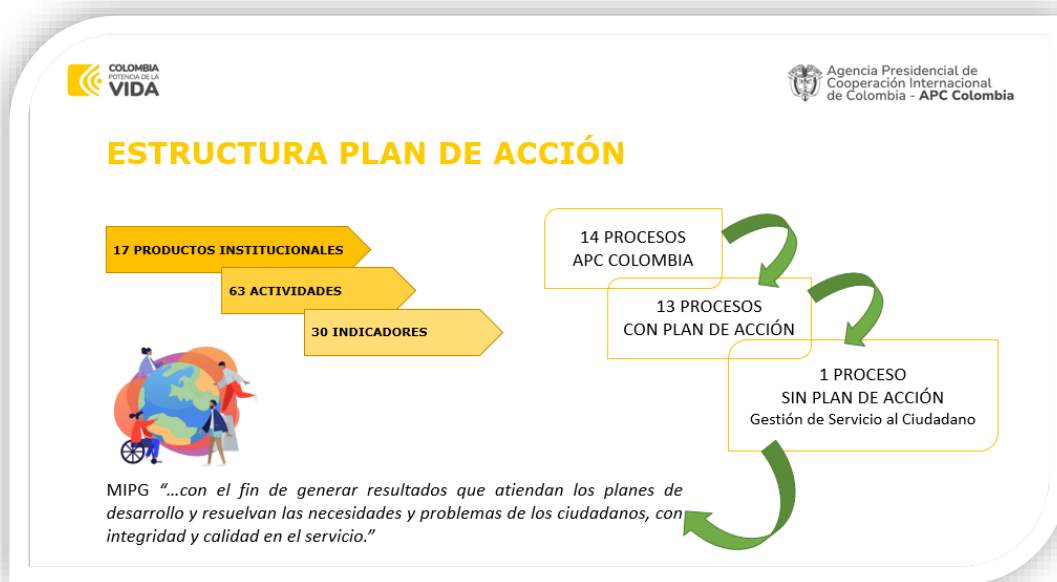 COLOMBIA
POTENCIA DE LA
VIDA
Agencia Presidencial de
Cooperación Internacional
de Colombia - APC Colombia
ESTRUCTURA PLAN DE ACCIÓN
17 PRODUCTOS INSTITUCIONALES
63 ACTIVIDADES
30 INDICADORES
14 PROCESOS
APC COLOMBIA
13 PROCESOS
CON PLAN DE ACCIÓN
1 PROCESO
SIN PLAN DE ACCIÓN
Gestión de Servicio al Ciudadano
MIPG “…con el fin de generar resultados que atiendan los planes de
desarrollo y resuelvan las necesidades y problemas de los ciudadanos, con
integridad y calidad en el servicio.”